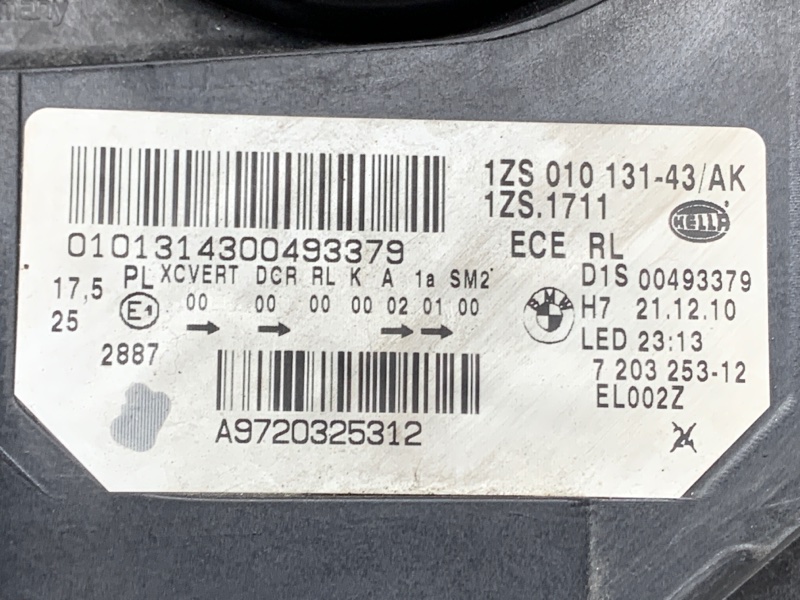 1ZS 010 131-43/AK
1ZS.1711
HELLA
0101314300493379
ECE RL
17,5 PL XCVERT DCR RL K A 1a SM2
D1S 00493379
25 E1 00 00 00 00 02 01 00
BMW
H7 21.12.10
2887
LED 23:13
7 203 253-12
A9720325312
EL002Z